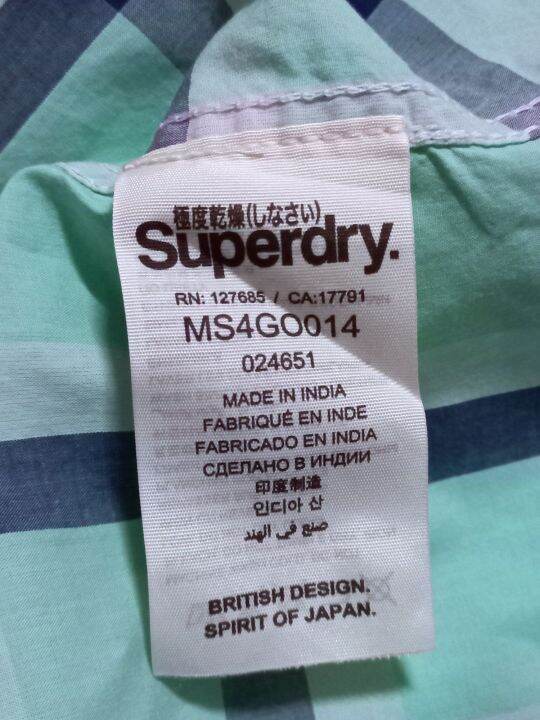 極度乾燥(しなさい)
Superdry.
RN: 127685 / CA:17791
MS4GO014
024651
MADE IN INDIA
FABRIQUÉ EN INDE
FABRICADO EN INDIA
СДЕЛАНО В ИНДИИ
印度制造
인디아 산
صنع في الهند
BRITISH DESIGN.
SPIRIT OF JAPAN.